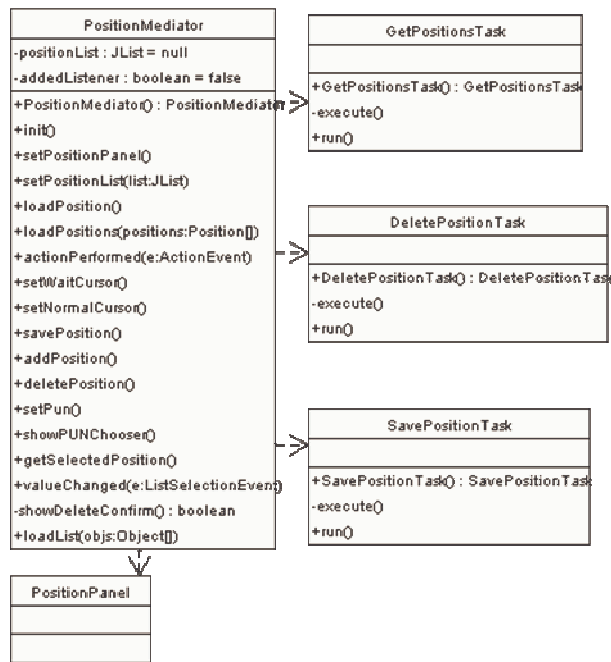 PositionMediator
-positionList : JList = null
-addedListener : boolean = false
+PositionMediator() : PositionMediator
+init()
+setPositionPanel()
+setPositionList(list:JList)
+loadPosition()
+loadPositions(positions:Position[])
+actionPerformed(e:ActionEvent)
+setWaitCursor()
+setNormalCursor()
+savePosition()
+addPosition()
+deletePosition()
+setPun()
+showPUNChooser()
+getSelectedPosition()
+valueChanged(e:ListSelectionEvent)
-showDeleteConfirm() : boolean
+loadList(objs:Object[])
GetPositionsTask
+GetPositionsTask() : GetPositionsTask
-execute()
+run()
DeletePositionTask
+DeletePositionTask() : DeletePositionTask
-execute()
+run()
SavePositionTask
+SavePositionTask() : SavePositionTask
-execute()
+run()
PositionPanel